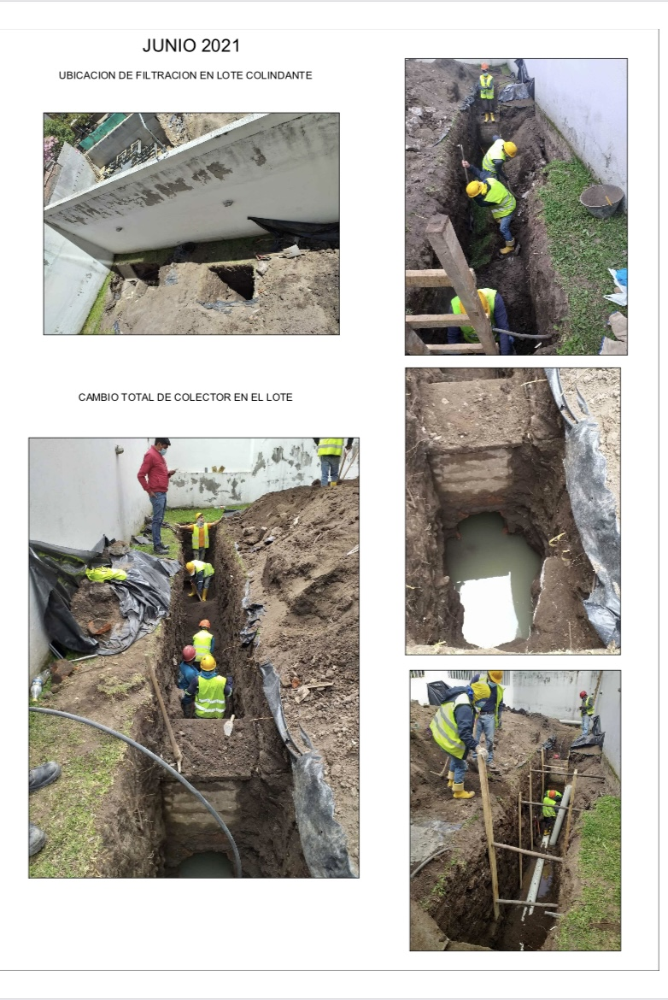 JUNIO 2021
UBICACION DE FILTRACION EN LOTE COLINDANTE
CAMBIO TOTAL DE COLECTOR EN EL LOTE